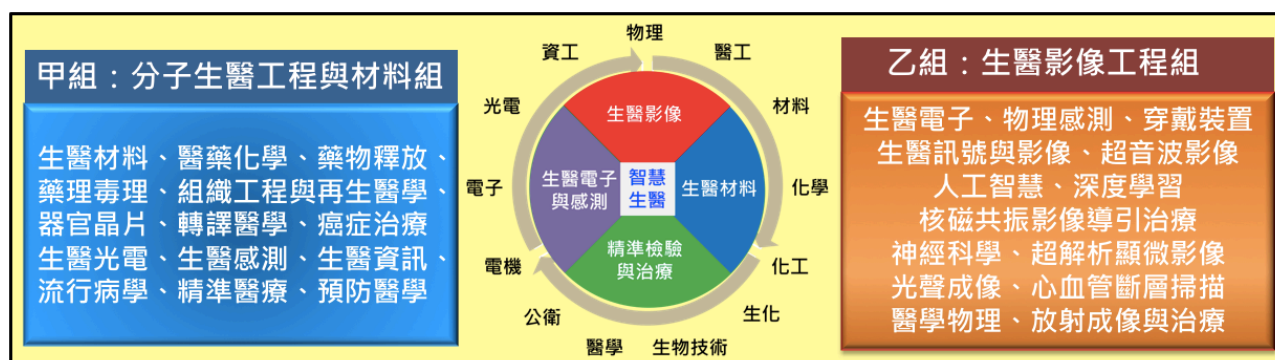 甲組：分子生醫工程與材料組
生醫材料、醫藥化學、藥物釋放、
藥理毒理、組織工程與再生醫學、
器官晶片、轉譯醫學、癌症治療
生醫光電、生醫感測、生醫資訊、
流行病學、精準醫療、預防醫學
物理
醫工
材料
化學
化工
生化
生物技術
醫學
公衛
電機
電子
光電
資工
生醫影像
生醫材料
精準檢驗
與治療
生醫電子
與感測
智慧
生醫
乙組：生醫影像工程組
生醫電子、物理感測、穿戴裝置
生醫訊號與影像、超音波影像
人工智慧、深度學習
核磁共振影像導引治療
神經科學、超解析顯微影像
光聲成像、心血管斷層掃描
醫學物理、放射成像與治療